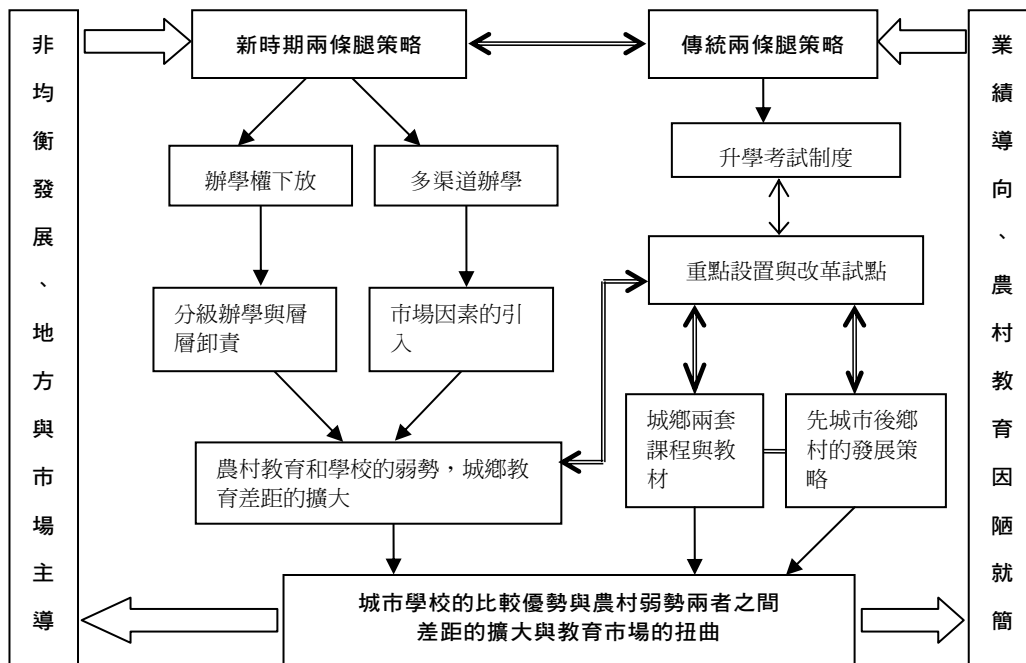 非均衡發展、地方與市場主導
新時期兩條腿策略
傳統兩條腿策略
業績導向、農村教育因陋就簡
辦學權下放
多渠道辦學
升學考試制度
重點設置與改革試點
分級辦學與層
層卸責
市場因素的引
入
城鄉兩套
課程與教
材
先城市後鄉
村的發展策
略
農村教育和學校的弱勢，城鄉教
育差距的擴大
城市學校的比較優勢與農村弱勢兩者之間
差距的擴大與教育市場的扭曲